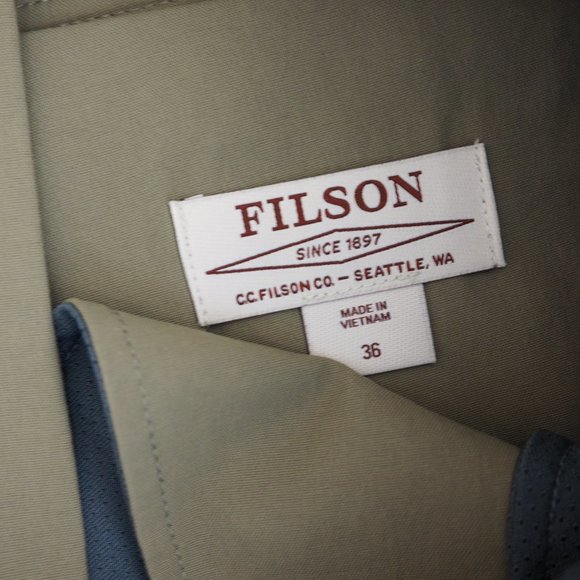 FILSON
SINCE 1897
C.C. FILSON CO. – SEATTLE, WA
MADE IN
VIETNAM
36